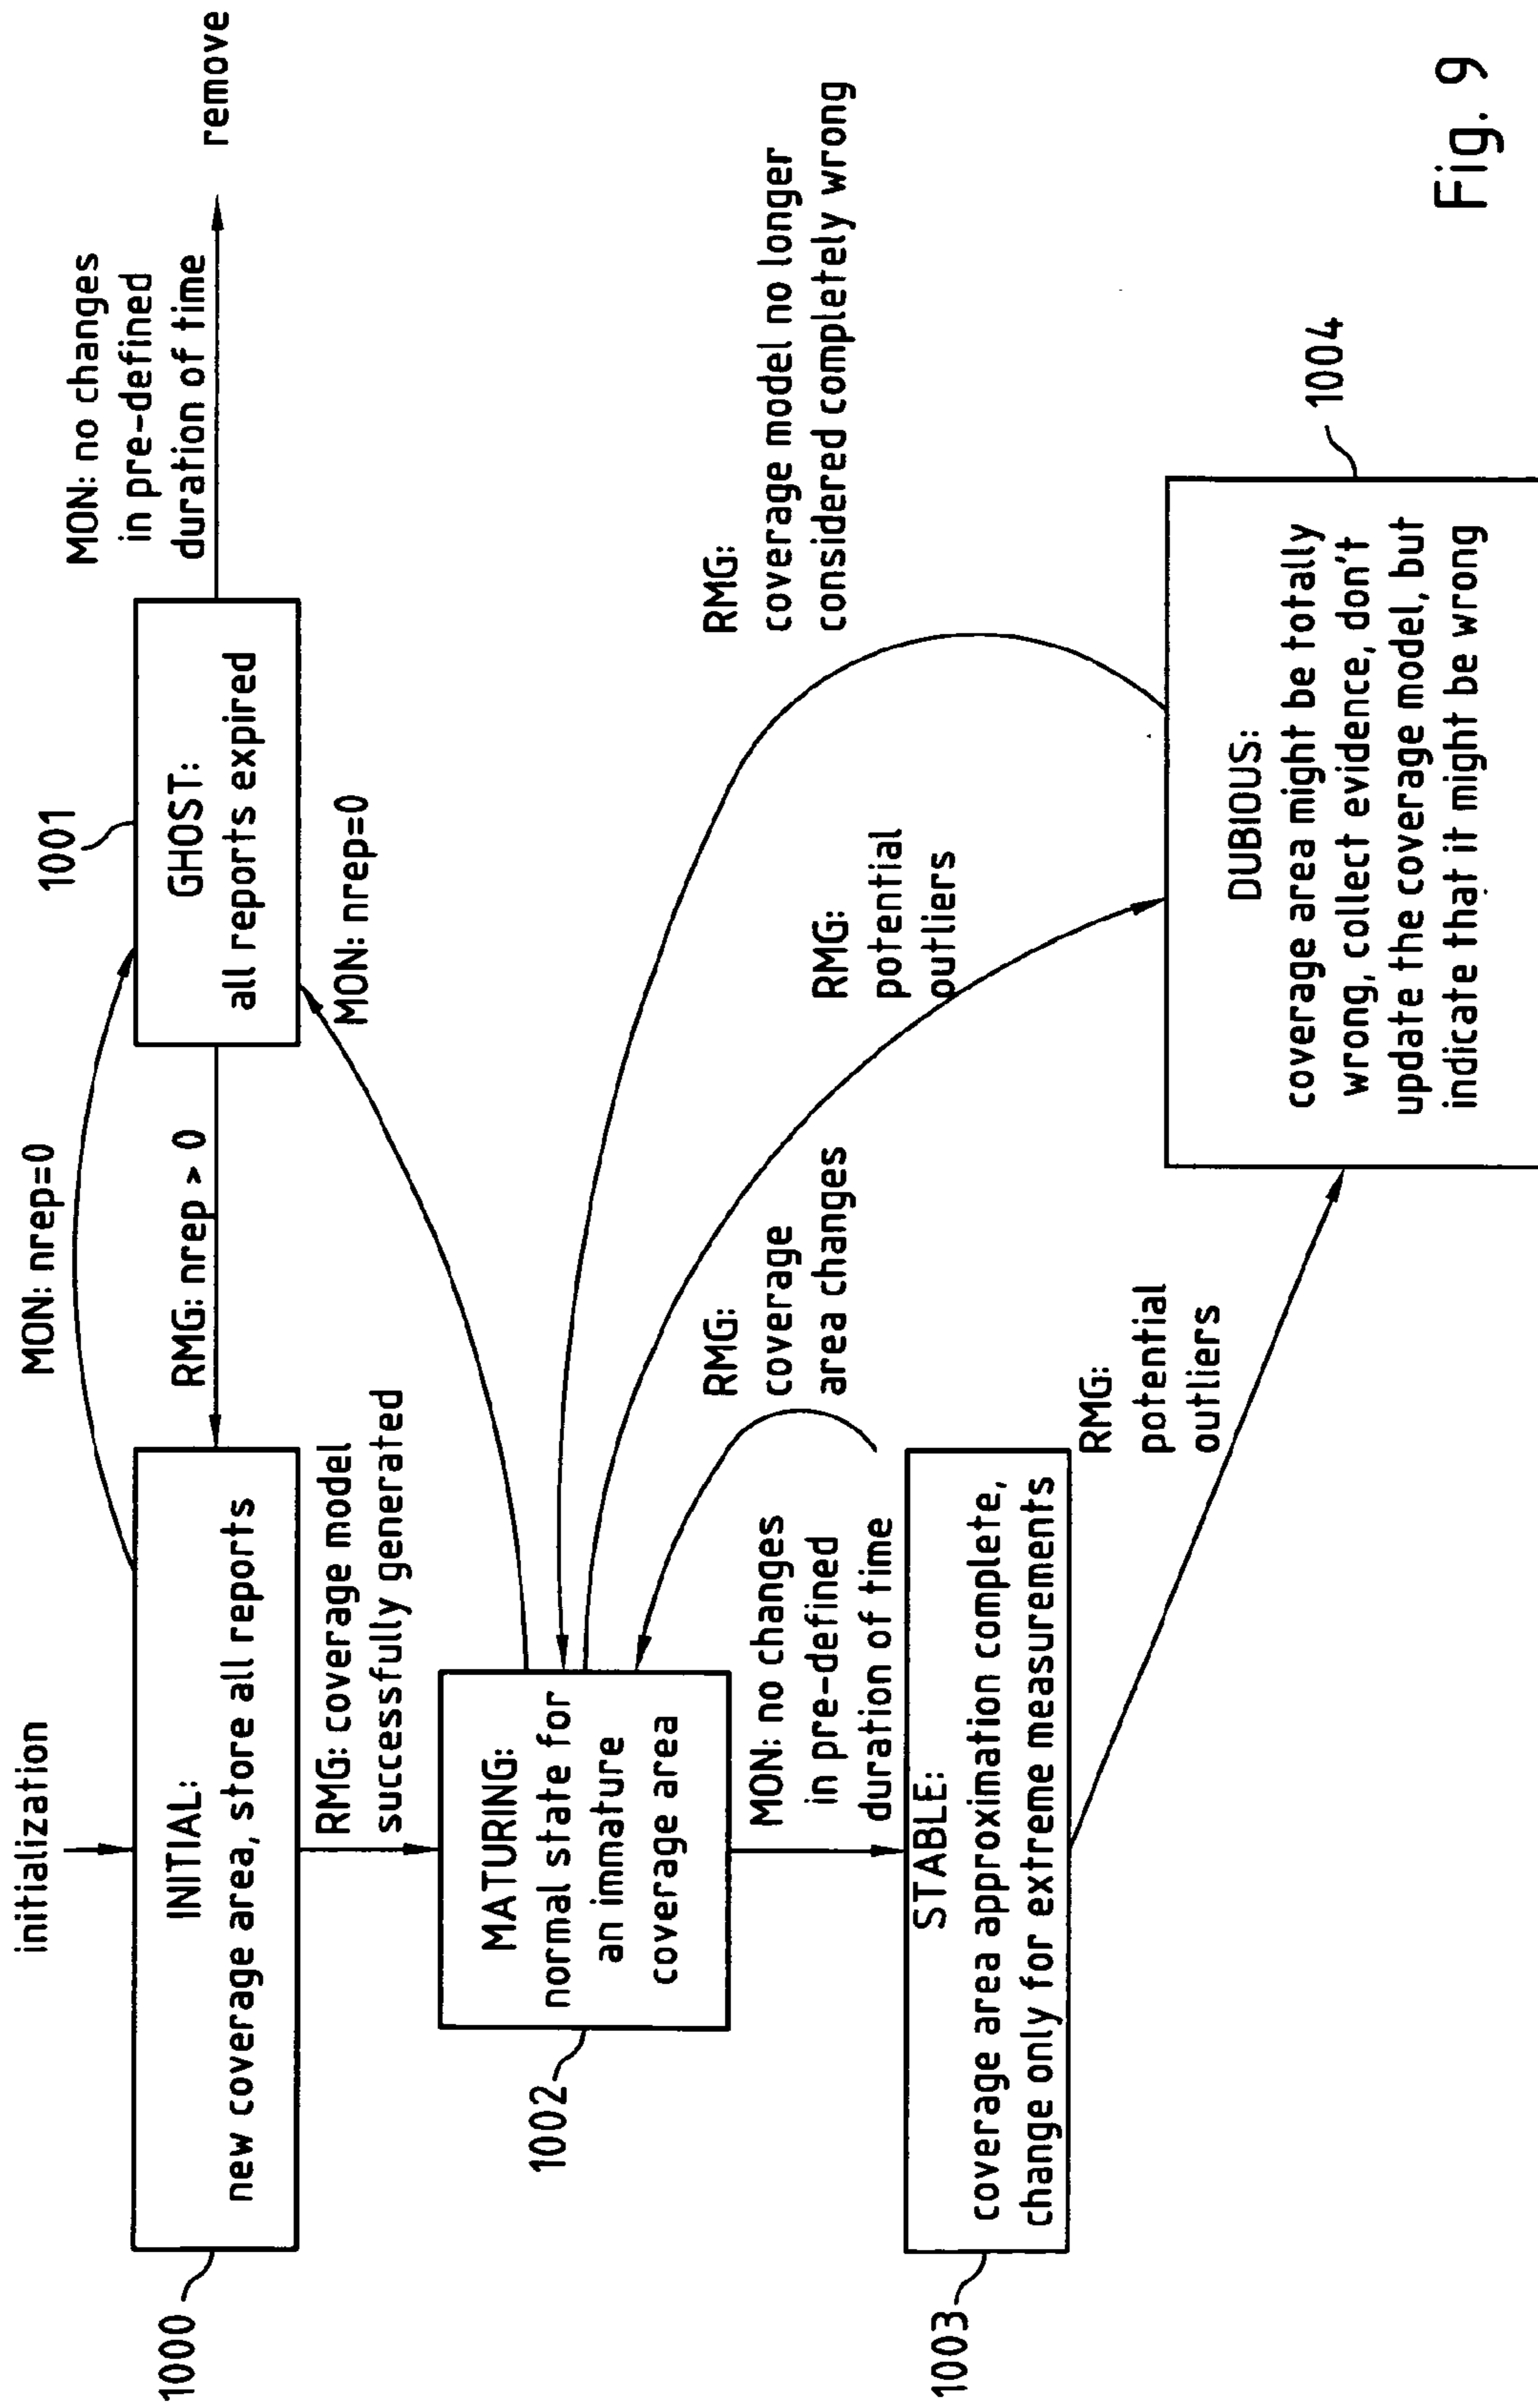 initialization
1000
INITIAL:
new coverage area, store all reports
MON: nrep=0
RMG: nrep > 0
1001
GHOST:
all reports expired
MON: no changes
in pre-defined
duration of time
remove
RMG: coverage model
successfully generated
MON: nrep=0
1002
MATURING:
normal state for
an immature
coverage area
MON: no changes
in pre-defined
duration of time
RMG:
coverage
area changes
RMG:
potential
outliers
RMG:
coverage model no longer
considered completely wrong
1003
STABLE:
coverage area approximation complete,
change only for extreme measurements
RMG:
potential
outliers
1004
DUBIOUS:
coverage area might be totally
wrong, collect evidence, don't
update the coverage model, but
indicate that it might be wrong
Fig. 9